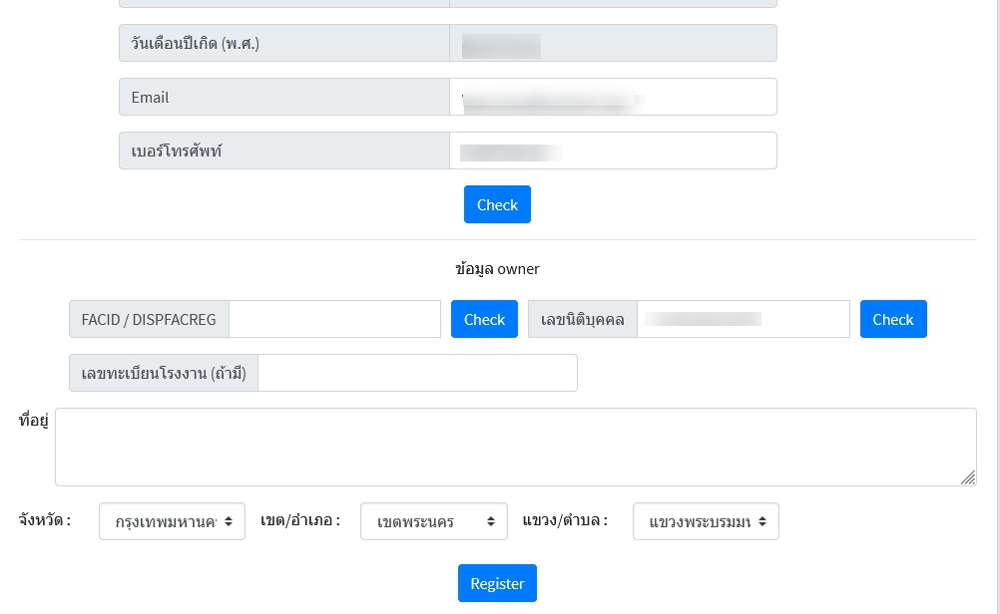 วันเดือนปีเกิด (พ.ศ.)
Email
เบอร์โทรศัพท์
Check
ข้อมูล owner
FACID / DISPFACREG Check เลขนิติบุคคล Check
เลขทะเบียนโรงงาน (ถ้ามี)
ที่อยู่
จังหวัด : กรุงเทพมหานค เขต/อำเภอ : เขตพระนคร แขวง/ตำบล : แขวงพระบรมม
Register